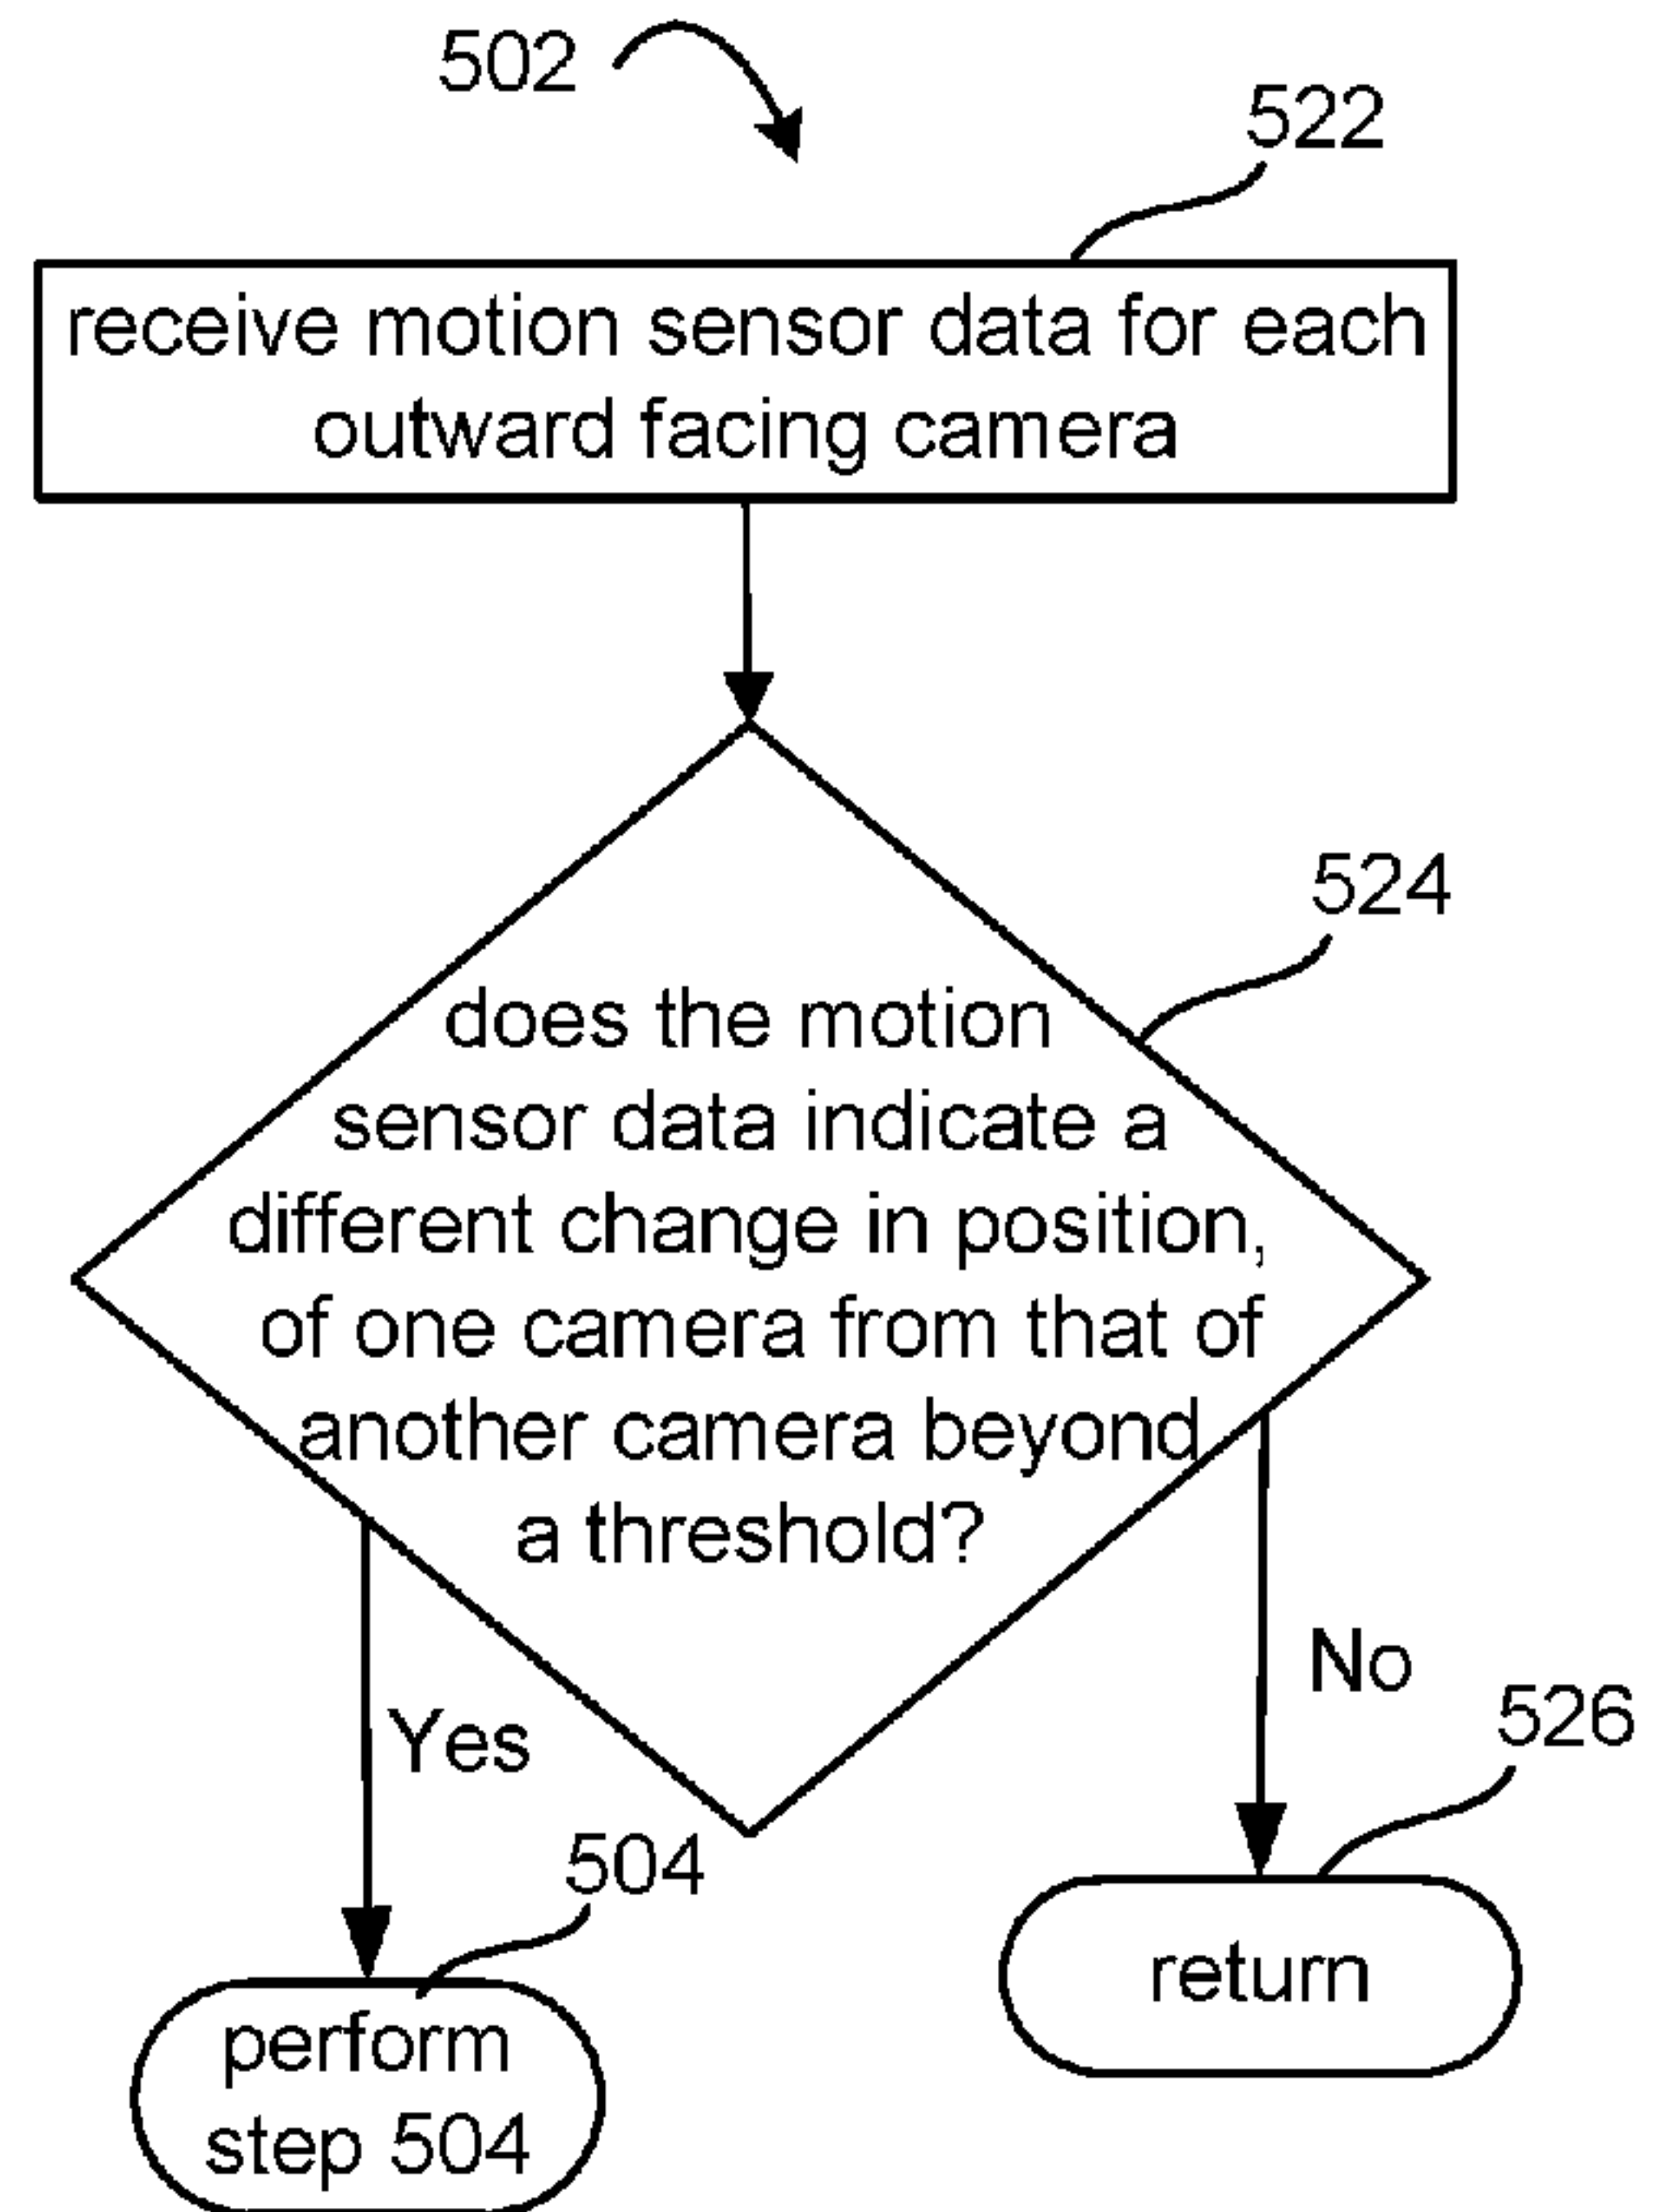 502
522
receive motion sensor data for each
outward facing camera
524
does the motion
sensor data indicate a
different change in position,
of one camera from that of
another camera beyond
a threshold?
No
526
Yes
504
return
perform
step 504